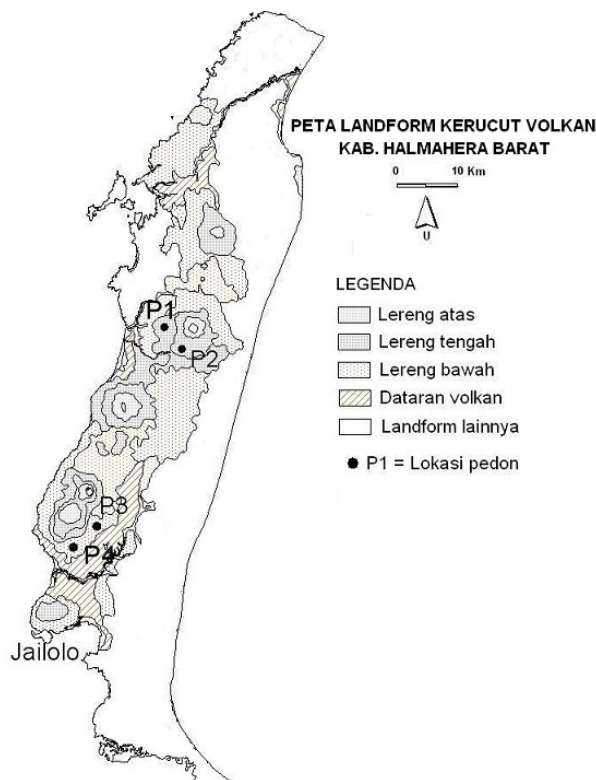 PETA LANDFORM KERUCUT VOLKAN
KAB. HALMAHERA BARAT
0 10 Km
U
LEGENDA
Lereng atas
Lereng tengah
Lereng bawah
Dataran volkan
Landform lainnya
P1 = Lokasi pedon
P1
P2
P3
P4
Jailolo